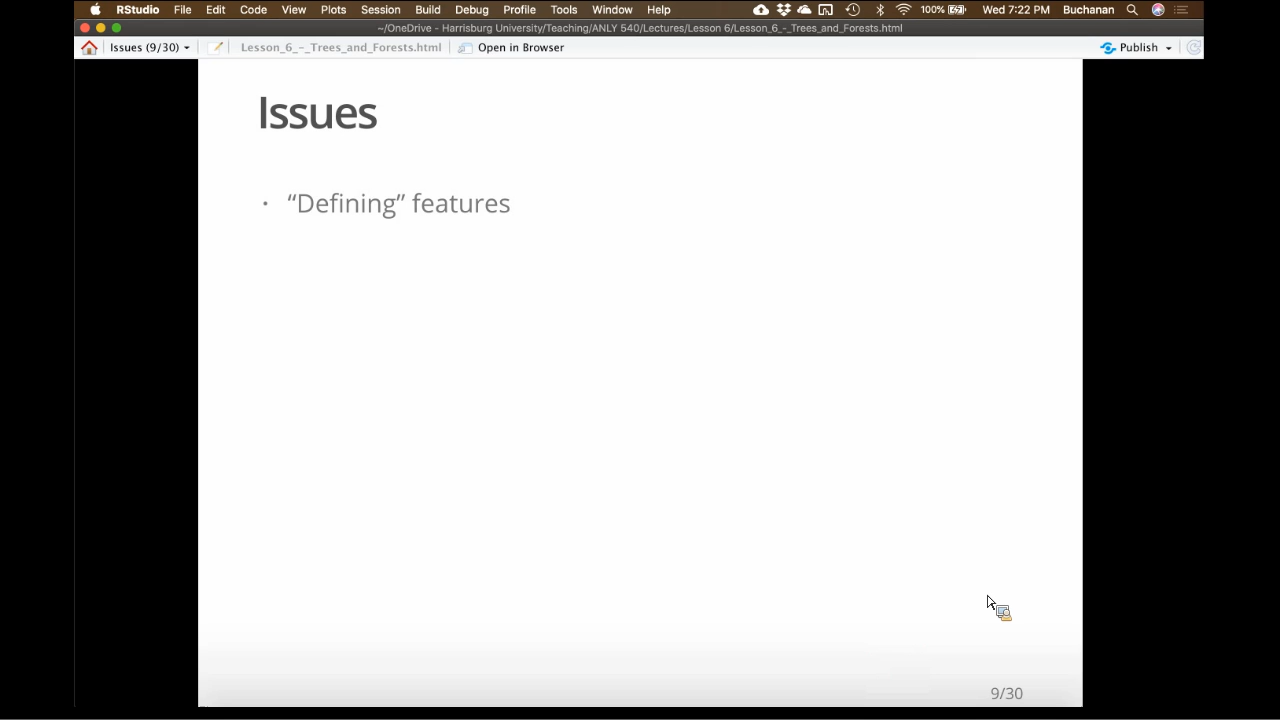 RStudio File Edit Code View Plots Session Build Debug Profile Tools Window Help 100% Wed 7:22 PM Buchanan
~/OneDrive - Harrisburg University/Teaching/ANLY 540/Lectures/Lesson 6/Lesson_6_-_Trees_and_Forests.html
Issues (9/30) Lesson_6_-_Trees_and_Forests.html Open in Browser Publish
Issues
• “Defining” features
9/30